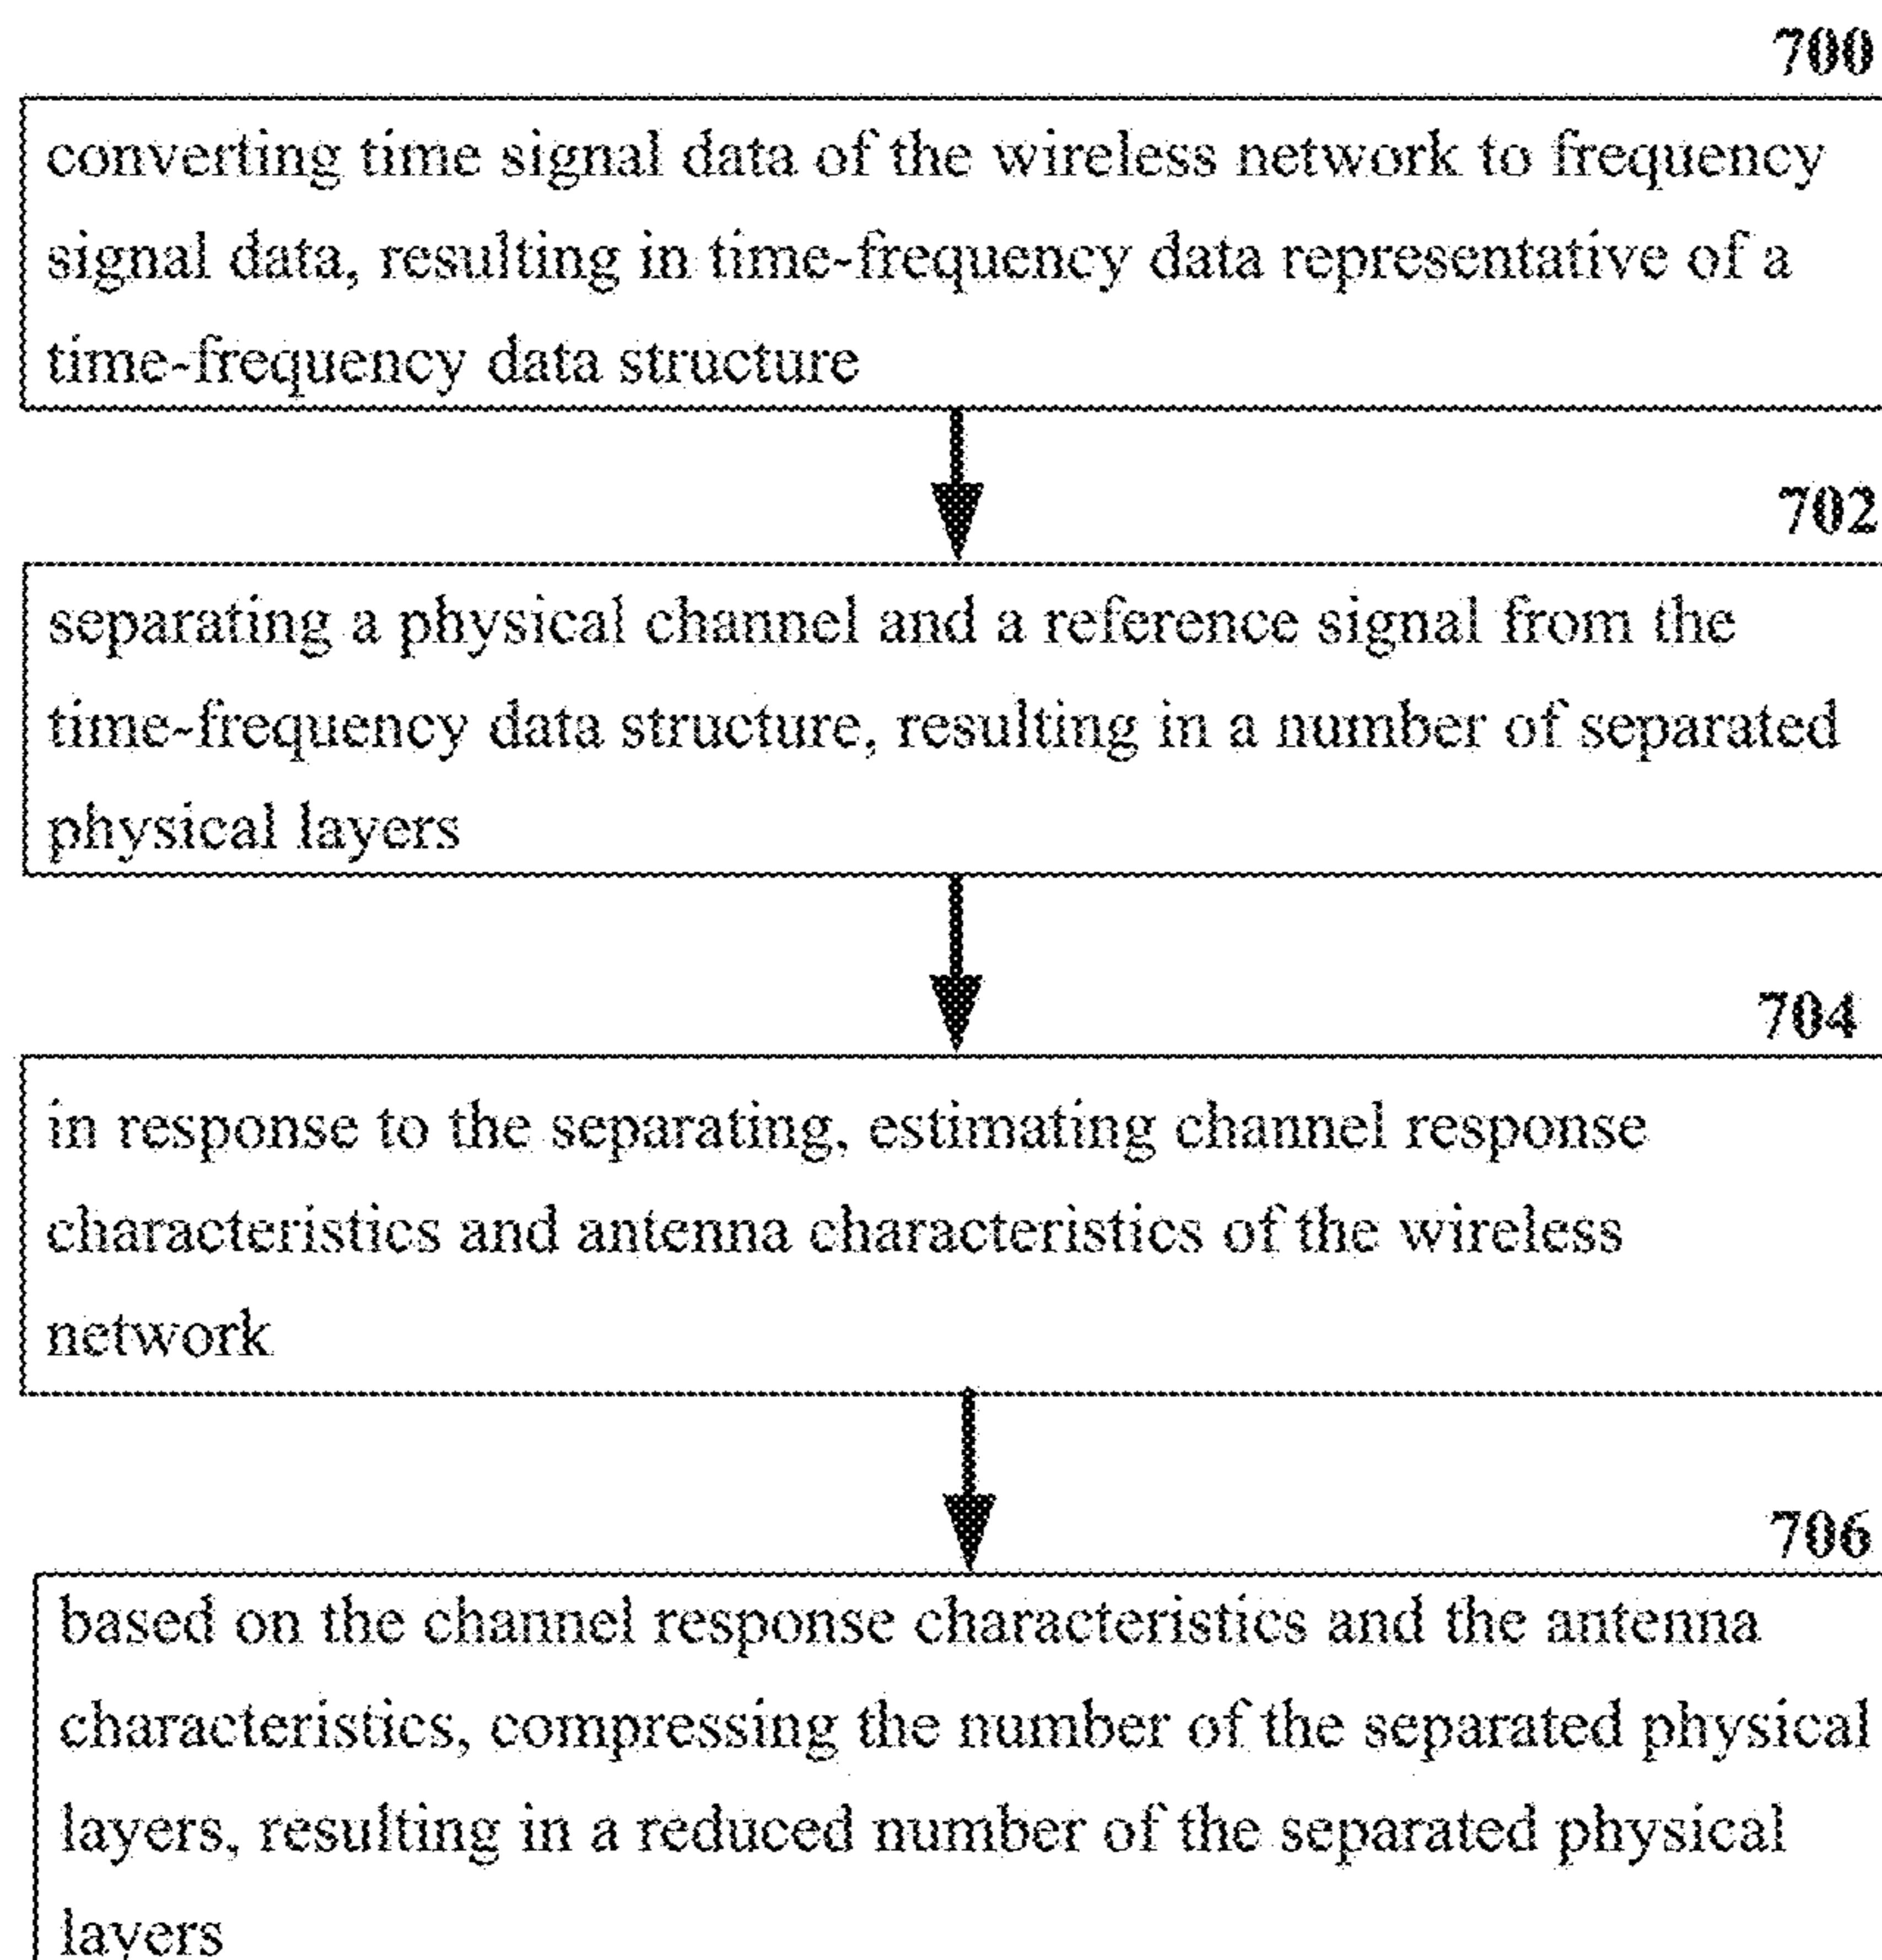 700
converting time signal data of the wireless network to frequency
signal data, resulting in time-frequency data representative of a
time-frequency data structure
702
separating a physical channel and a reference signal from the
time-frequency data structure, resulting in a number of separated
physical layers
704
in response to the separating, estimating channel response
characteristics and antenna characteristics of the wireless
network
706
based on the channel response characteristics and the antenna
characteristics, compressing the number of the separated physical
layers, resulting in a reduced number of the separated physical
layers